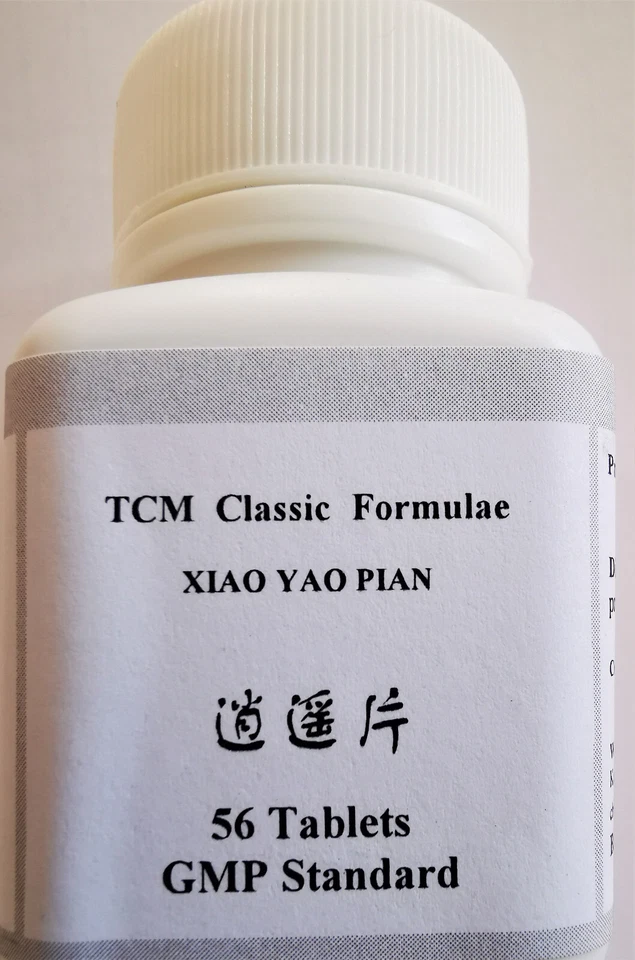 TCM Classic Formulae
XIAO YAO PIAN
逍遥片
56 Tablets
GMP Standard